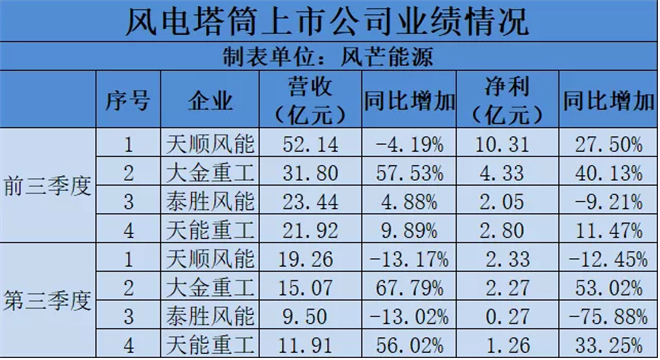 风电塔筒上市公司业绩情况
制表单位：风芒能源
序号 企业 营收（亿元） 同比增加 净利（亿元） 同比增加
前三季度
1 天顺风能 52.14 -4.19% 10.31 27.50%
2 大金重工 31.80 57.53% 4.33 40.13%
3 泰胜风能 23.44 4.88% 2.05 -9.21%
4 天能重工 21.92 9.89% 2.80 11.47%
第三季度
1 天顺风能 19.26 -13.17% 2.33 -12.45%
2 大金重工 15.07 67.79% 2.27 53.02%
3 泰胜风能 9.50 -13.02% 0.27 -75.88%
4 天能重工 11.91 56.02% 1.26 33.25%